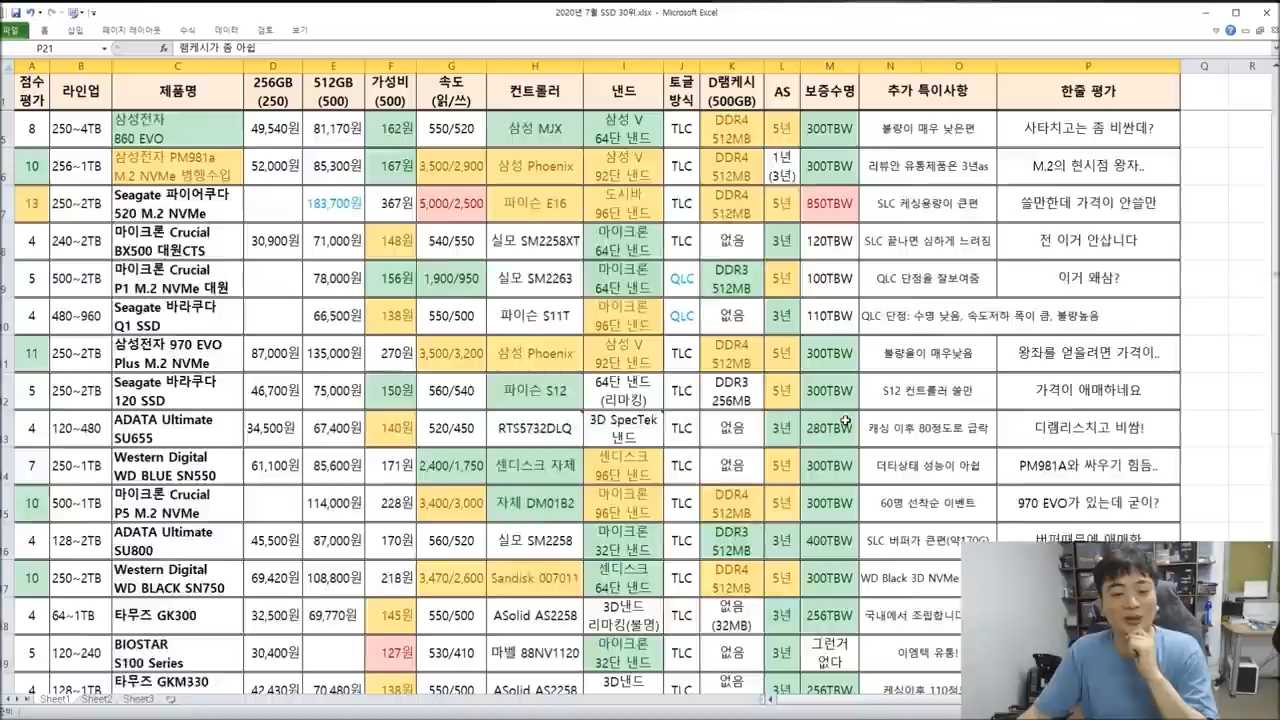 2020년 7월 SSD 30위.xlsx - Microsoft Excel
파일 홈 삽입 페이지 레이아웃 수식 데이터 검토 보기
P21 fx 램케시가 좀 아쉽
A B C D E F G H I J K L M N O P Q R
점수 평가 라인업 제품명 256GB (250) 512GB (500) 가성비 (500) 속도 (읽/쓰) 컨트롤러 낸드 토글 방식 D램케시 (500GB) AS 보증수명 추가 특이사항 한줄 평가
8 250~4TB 삼성전자 860 EVO 49,540원 81,170원 162원 550/520 삼성 MJX 삼성 V 64단 낸드 TLC DDR4 512MB 5년 300TBW 불량이 매우 낮은편 사타치고는 좀 비싼데?
10 256~1TB 삼성전자 PM981a M.2 NVMe 병행수입 52,000원 85,300원 167원 3,500/2,900 삼성 Phoenix 삼성 V 92단 낸드 TLC DDR4 512MB 1년 (3년) 300TBW 리뷰안 유통제품은 3년as M.2의 현시점 왕자..
13 250~2TB Seagate 파이어쿠다 520 M.2 NVMe 183,700원 367원 5,000/2,500 파이슨 E16 도시바 96단 낸드 TLC DDR4 512MB 5년 850TBW SLC 케싱용량이 큰편 쓸만한데 가격이 안쓸만
4 240~2TB 마이크론 Crucial BX500 대원CTS 30,900원 71,000원 148원 540/550 실모 SM2258XT 마이크론 64단 낸드 TLC 없음 3년 120TBW SLC 끝나면 심하게 느려짐 전 이거 안삽니다
5 500~2TB 마이크론 Crucial P1 M.2 NVMe 대원 78,000원 156원 1,900/950 실모 SM2263 마이크론 64단 낸드 QLC DDR3 512MB 5년 100TBW QLC 단점을 잘보여줌 이거 왜삼?
4 480~960 Seagate 바라쿠다 Q1 SSD 66,500원 138원 550/500 파이슨 S11T 마이크론 96단 낸드 QLC 없음 3년 110TBW QLC 단점: 수명 낮음, 속도저하 폭이 큼, 불량높음
11 250~2TB 삼성전자 970 EVO Plus M.2 NVMe 87,000원 135,000원 270원 3,500/3,200 삼성 Phoenix 삼성 V 92단 낸드 TLC DDR4 512MB 5년 300TBW 불량율이 매우낮음 왕좌를 얻을려면 가격이..
5 250~2TB Seagate 바라쿠다 120 SSD 46,700원 75,000원 150원 560/540 파이슨 S12 64단 낸드 (리마킹) TLC DDR3 256MB 5년 300TBW S12 컨트롤러 쓸만 가격이 애매하네요
4 120~480 ADATA Ultimate SU655 34,500원 67,400원 140원 520/450 RTS5732DLQ 3D SpecTek 낸드 TLC 없음 3년 280TBW 캐싱 이후 80정도로 급락 디램리스치고 비쌈!
7 250~2TB Western Digital WD BLUE SN550 61,100원 85,600원 171원 2,400/1,750 센디스크 자체 센디스크 96단 낸드 TLC 없음 5년 300TBW 더티상태 성능이 아쉽 PM981A와 싸우기 힘듬..
10 500~1TB 마이크론 Crucial P5 M.2 NVMe 114,000원 228원 3,400/3,000 자체 DM01B2 마이크론 96단 낸드 TLC DDR4 512MB 5년 300TBW 60명 선착순 이벤트 970 EVO가 있는데 굳이?
4 128~2TB ADATA Ultimate SU800 45,500원 87,000원 170원 560/520 실모 SM2258 마이크론 32단 낸드 TLC DDR3 512MB 3년 400TBW SLC 버퍼가 큰편(약170G)
10 250~2TB Western Digital WD BLACK SN750 69,420원 108,800원 218원 3,470/2,600 Sandisk 007011 센디스크 64단 낸드 TLC DDR4 512MB 5년 300TBW WD Black 3D NVMe
4 64~1TB 타무즈 GK300 32,500원 69,770원 145원 550/500 ASolid AS2258 3D낸드 리마킹(불명) TLC 없음 (32MB) 3년 256TBW 국내에서 조립합니다
5 120~240 BIOSTAR S100 Series 30,400원 127원 530/410 마벨 88NV1120 마이크론 32단 낸드 TLC 없음 3년 그런거 없다 이엠텍 유통!
4 128~1TB 타무즈 GKM330 42,430원 70,480원 138원 550/500 ASolid AS2258 3D낸드 TLC 없음 3년 256TBW 캐싱이후 110정도
Sheet1 Sheet2 Sheet3
준비